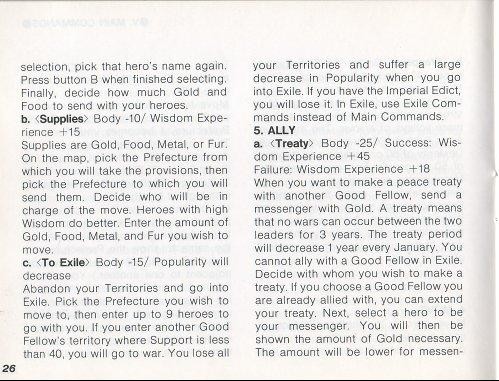 selection, pick that hero's name again.
Press button B when finished selecting.
Finally, decide how much Gold and
Food to send with your heroes.
b. <Supplies> Body -10/ Wisdom Expe-
rience +15
Supplies are Gold, Food, Metal, or Fur.
On the map, pick the Prefecture from
which you will take the provisions, then
pick the Prefecture to which you will
send them. Decide who will be in
charge of the move. Heroes with high
Wisdom do better. Enter the amount of
Gold, Food, Metal, and Fur you wish to
move.
c. <To Exile> Body -15/ Popularity will
decrease
Abandon your Territories and go into
Exile. Pick the Prefecture you wish to
move to, then enter up to 9 heroes to
go with you. If you enter another Good
Fellow's territory where Support is less
than 40, you will go to war. You lose all
your Territories and suffer a large
decrease in Popularity when you go
into Exile. If you have the Imperial Edict,
you will lose it. In Exile, use Exile Com-
mands instead of Main Commands.
5. ALLY
a. <Treaty> Body -25/ Success: Wis-
dom Experience +45
Failure: Wisdom Experience +18
When you want to make a peace treaty
with another Good Fellow, send a
messenger with Gold. A treaty means
that no wars can occur between the two
leaders for 3 years. The treaty period
will decrease 1 year every January. You
cannot ally with a Good Fellow in Exile.
Decide with whom you wish to make a
treaty. If you choose a Good Fellow you
are already allied with, you can extend
your treaty. Next, select a hero to be
your messenger. You will then be
shown the amount of Gold necessary.
The amount will be lower for messen-
26